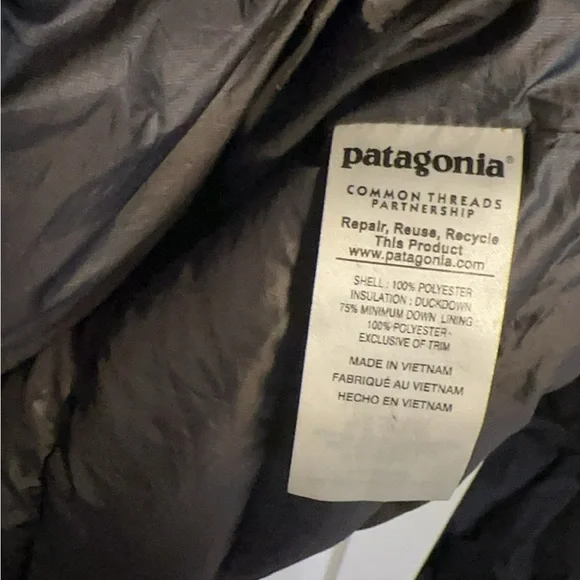 patagonia®
COMMON THREADS
PARTNERSHIP
Repair, Reuse, Recycle
This Product
www.patagonia.com
SHELL : 100% POLYESTER
INSULATION : DUCKDOWN
75% MINIMUM DOWN LINING :
100% POLYESTER-
EXCLUSIVE OF TRIM
MADE IN VIETNAM
FABRIQUÉ AU VIETNAM
HECHO EN VIETNAM